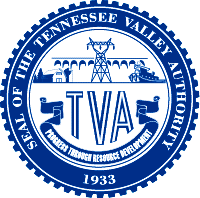 SEAL OF THE TENNESSEE VALLEY AUTHORITY
TVA
PROGRESS THROUGH RESOURCE DEVELOPMENT
1933